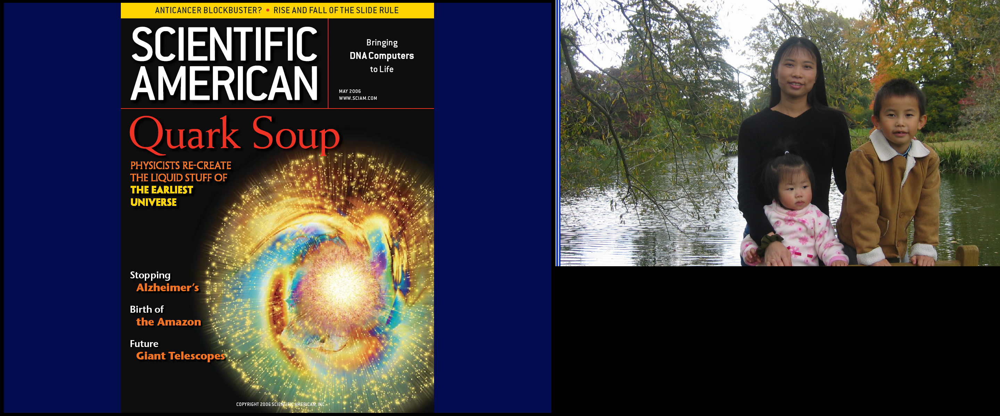 ANTICANCER BLOCKBUSTER? • RISE AND FALL OF THE SLIDE RULE
SCIENTIFIC
AMERICAN
Bringing
DNA Computers
to Life
MAY 2006
WWW.SCIAM.COM
Quark Soup
PHYSICISTS RE-CREATE
THE LIQUID STUFF OF
THE EARLIEST
UNIVERSE
Stopping
Alzheimer's
Birth of
the Amazon
Future
Giant Telescopes
COPYRIGHT 2006 SCIENTIFIC AMERICAN, INC.